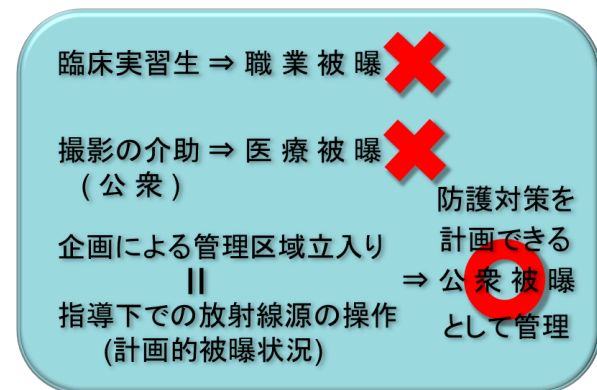 臨床実習生 ⇒ 職 業 被 曝
撮影の介助 ⇒ 医 療 被 曝
( 公 衆 )
企画による管理区域立入り
=
指導下での放射線源の操作
(計画的被曝状況)
防護対策を
計画できる
⇒ 公 衆 被 曝
として管理